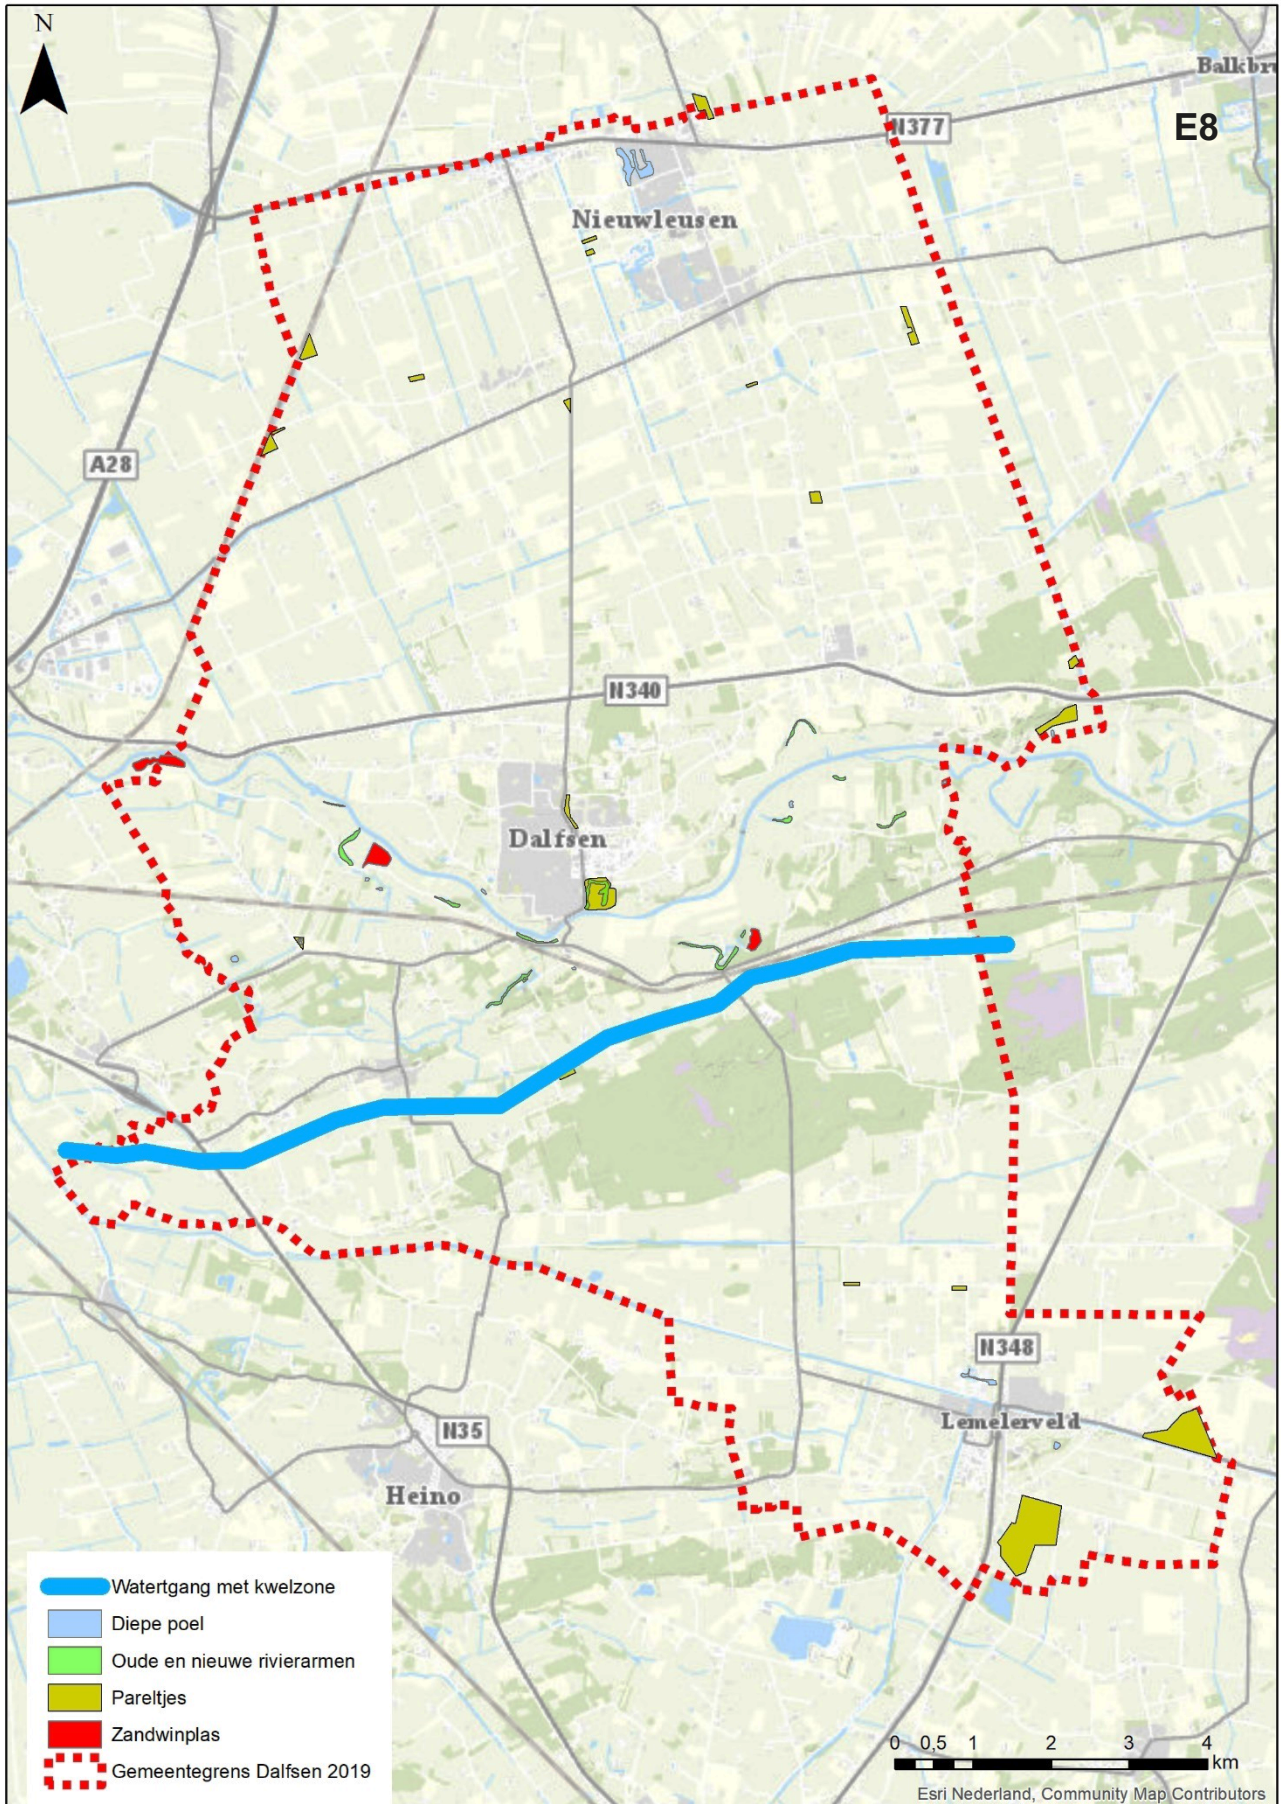 N
Balkbru
E8
N377
Nieuwleusen
A28
N340
Dalfsen
N348
Lemelerveld
N35
Heino
Watertgang met kwelzone
Diepe poel
Oude en nieuwe rivierarmen
Pareltjes
Zandwinplas
Gemeentegrens Dalfsen 2019
0 0,5 1 2 3 4
km
Esri Nederland, Community Map Contributors